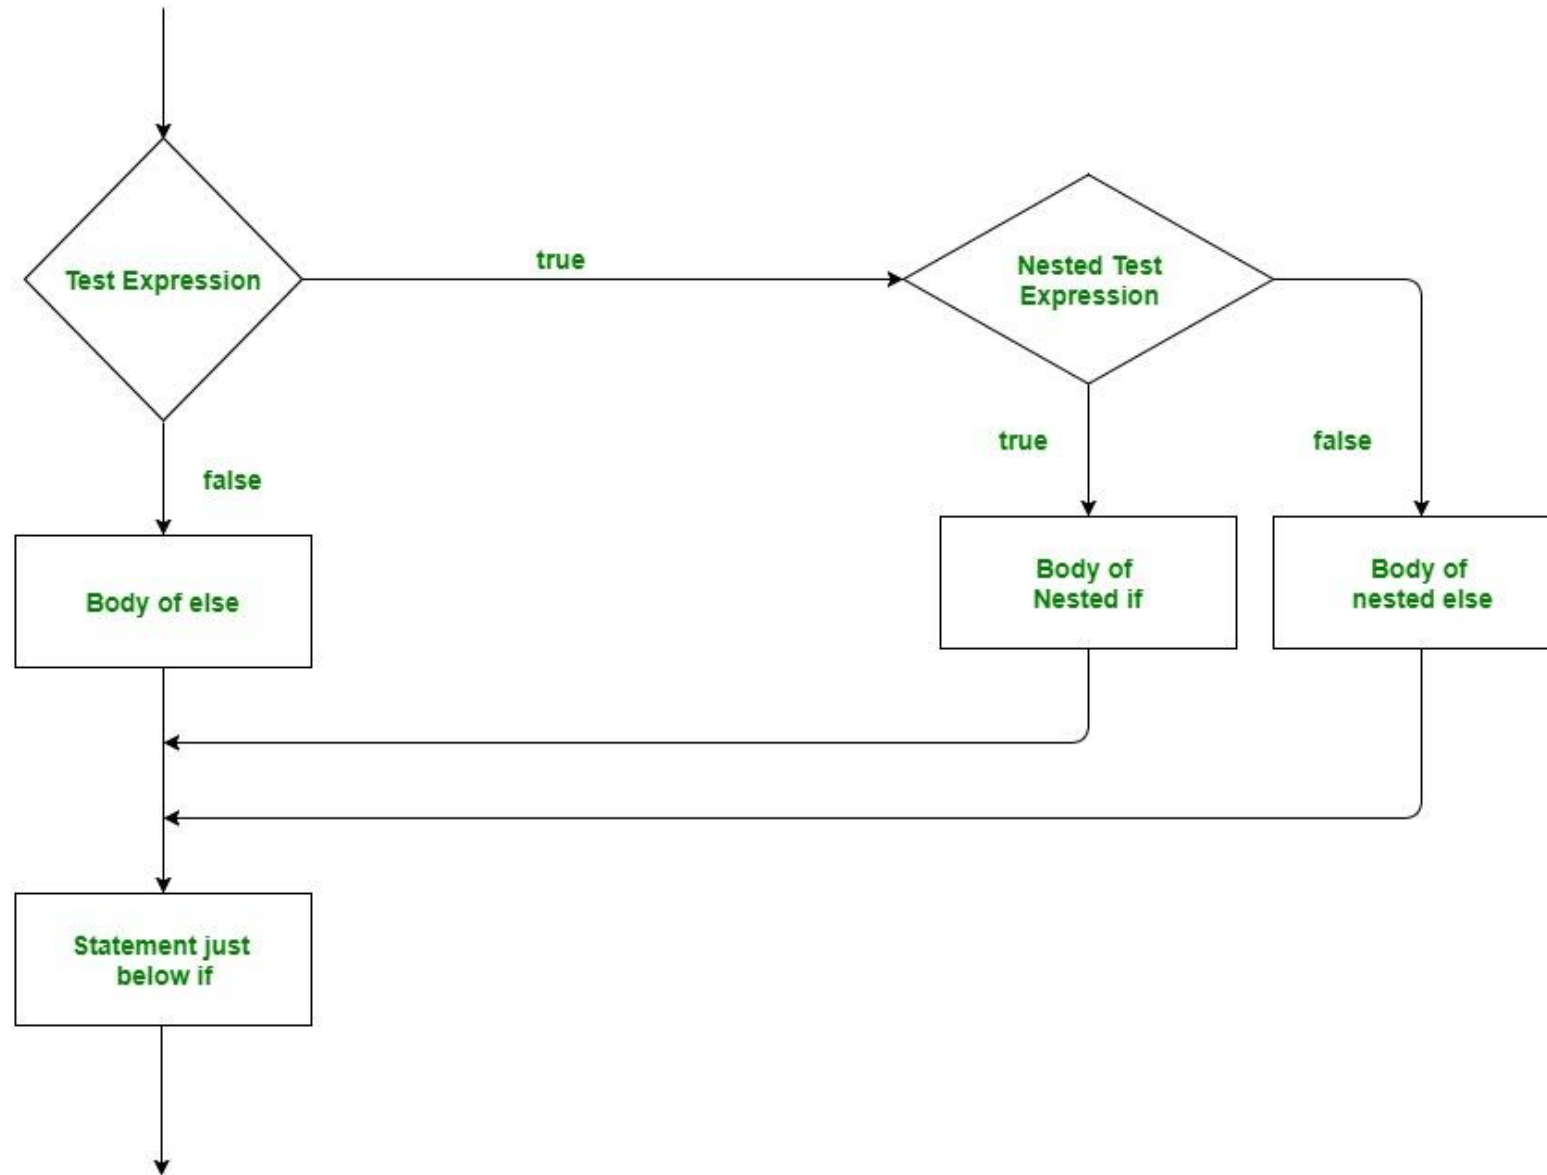 Test Expression
true
Nested Test
Expression
true
false
false
Body of
Nested if
Body of
nested else
Body of else
Statement just
below if